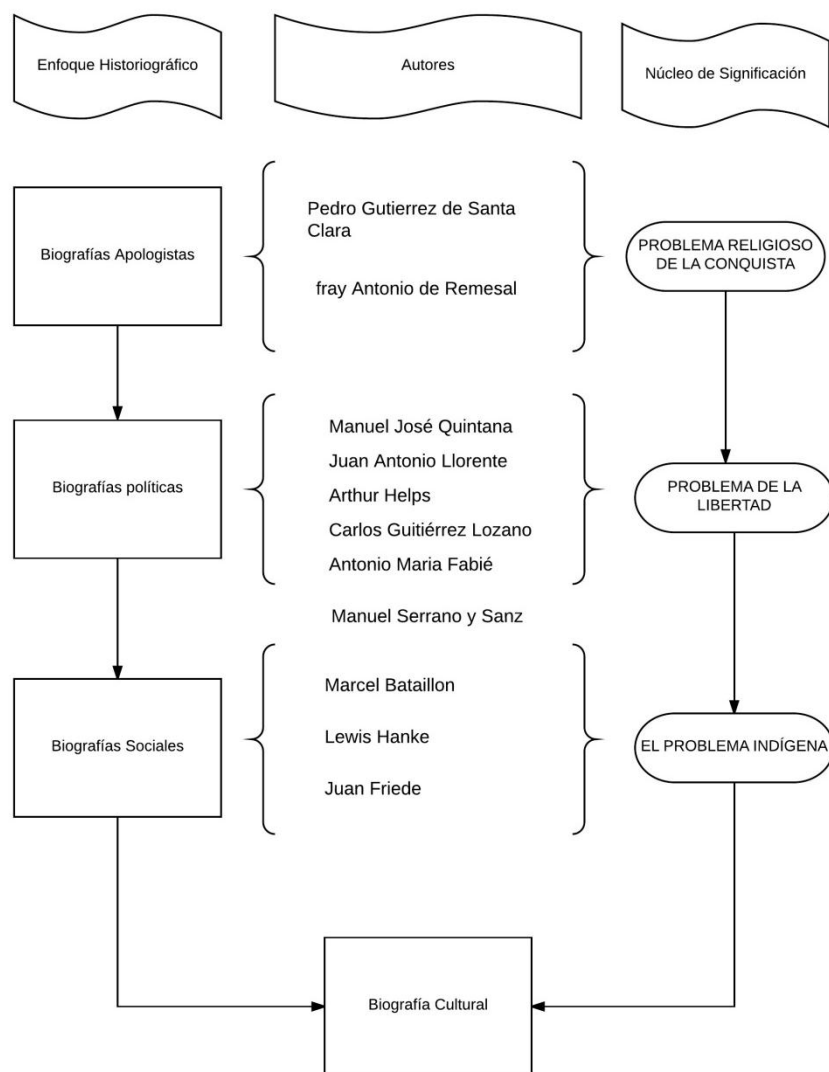 Enfoque Historiográfico
Autores
Núcleo de Significación
Biografías Apologistas
Pedro Gutierrez de Santa
Clara
fray Antonio de Remesal
PROBLEMA RELIGIOSO
DE LA CONQUISTA
Biografías políticas
Manuel José Quintana
Juan Antonio Llorente
Arthur Helps
Carlos Guitiérrez Lozano
Antonio Maria Fabié
PROBLEMA DE LA
LIBERTAD
Manuel Serrano y Sanz
Biografías Sociales
Marcel Bataillon
Lewis Hanke
Juan Friede
EL PROBLEMA INDÍGENA
Biografía Cultural